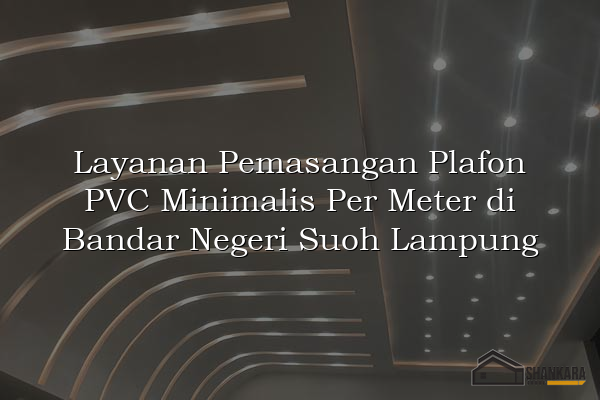 Layanan Pemasangan Plafon
PVC Minimalis Per Meter di
Bandar Negeri Suoh Lampung
SHANKARA